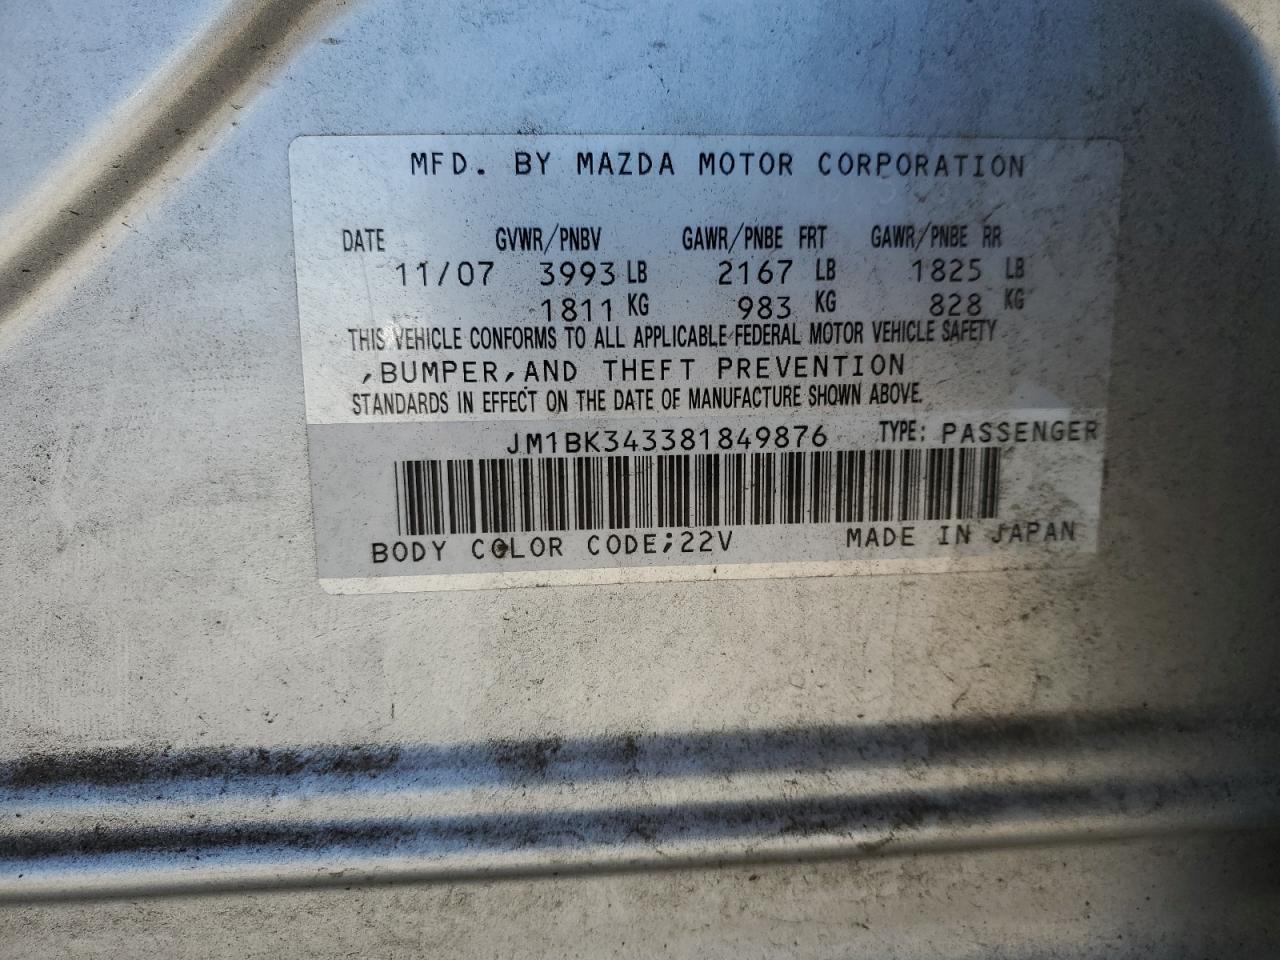 MFD. BY MAZDA MOTOR CORPORATION
DATE GVWR/PNBV GAWR/PNBE FRT GAWR/PNBE RR
11/07 3993 LB 2167 LB 1825 LB
1811 KG 983 KG 828 KG
THIS VEHICLE CONFORMS TO ALL APPLICABLE FEDERAL MOTOR VEHICLE SAFETY
,BUMPER,AND THEFT PREVENTION
STANDARDS IN EFFECT ON THE DATE OF MANUFACTURE SHOWN ABOVE.
JM1BK343381849876 TYPE: PASSENGER
BODY COLOR CODE;22V MADE IN JAPAN